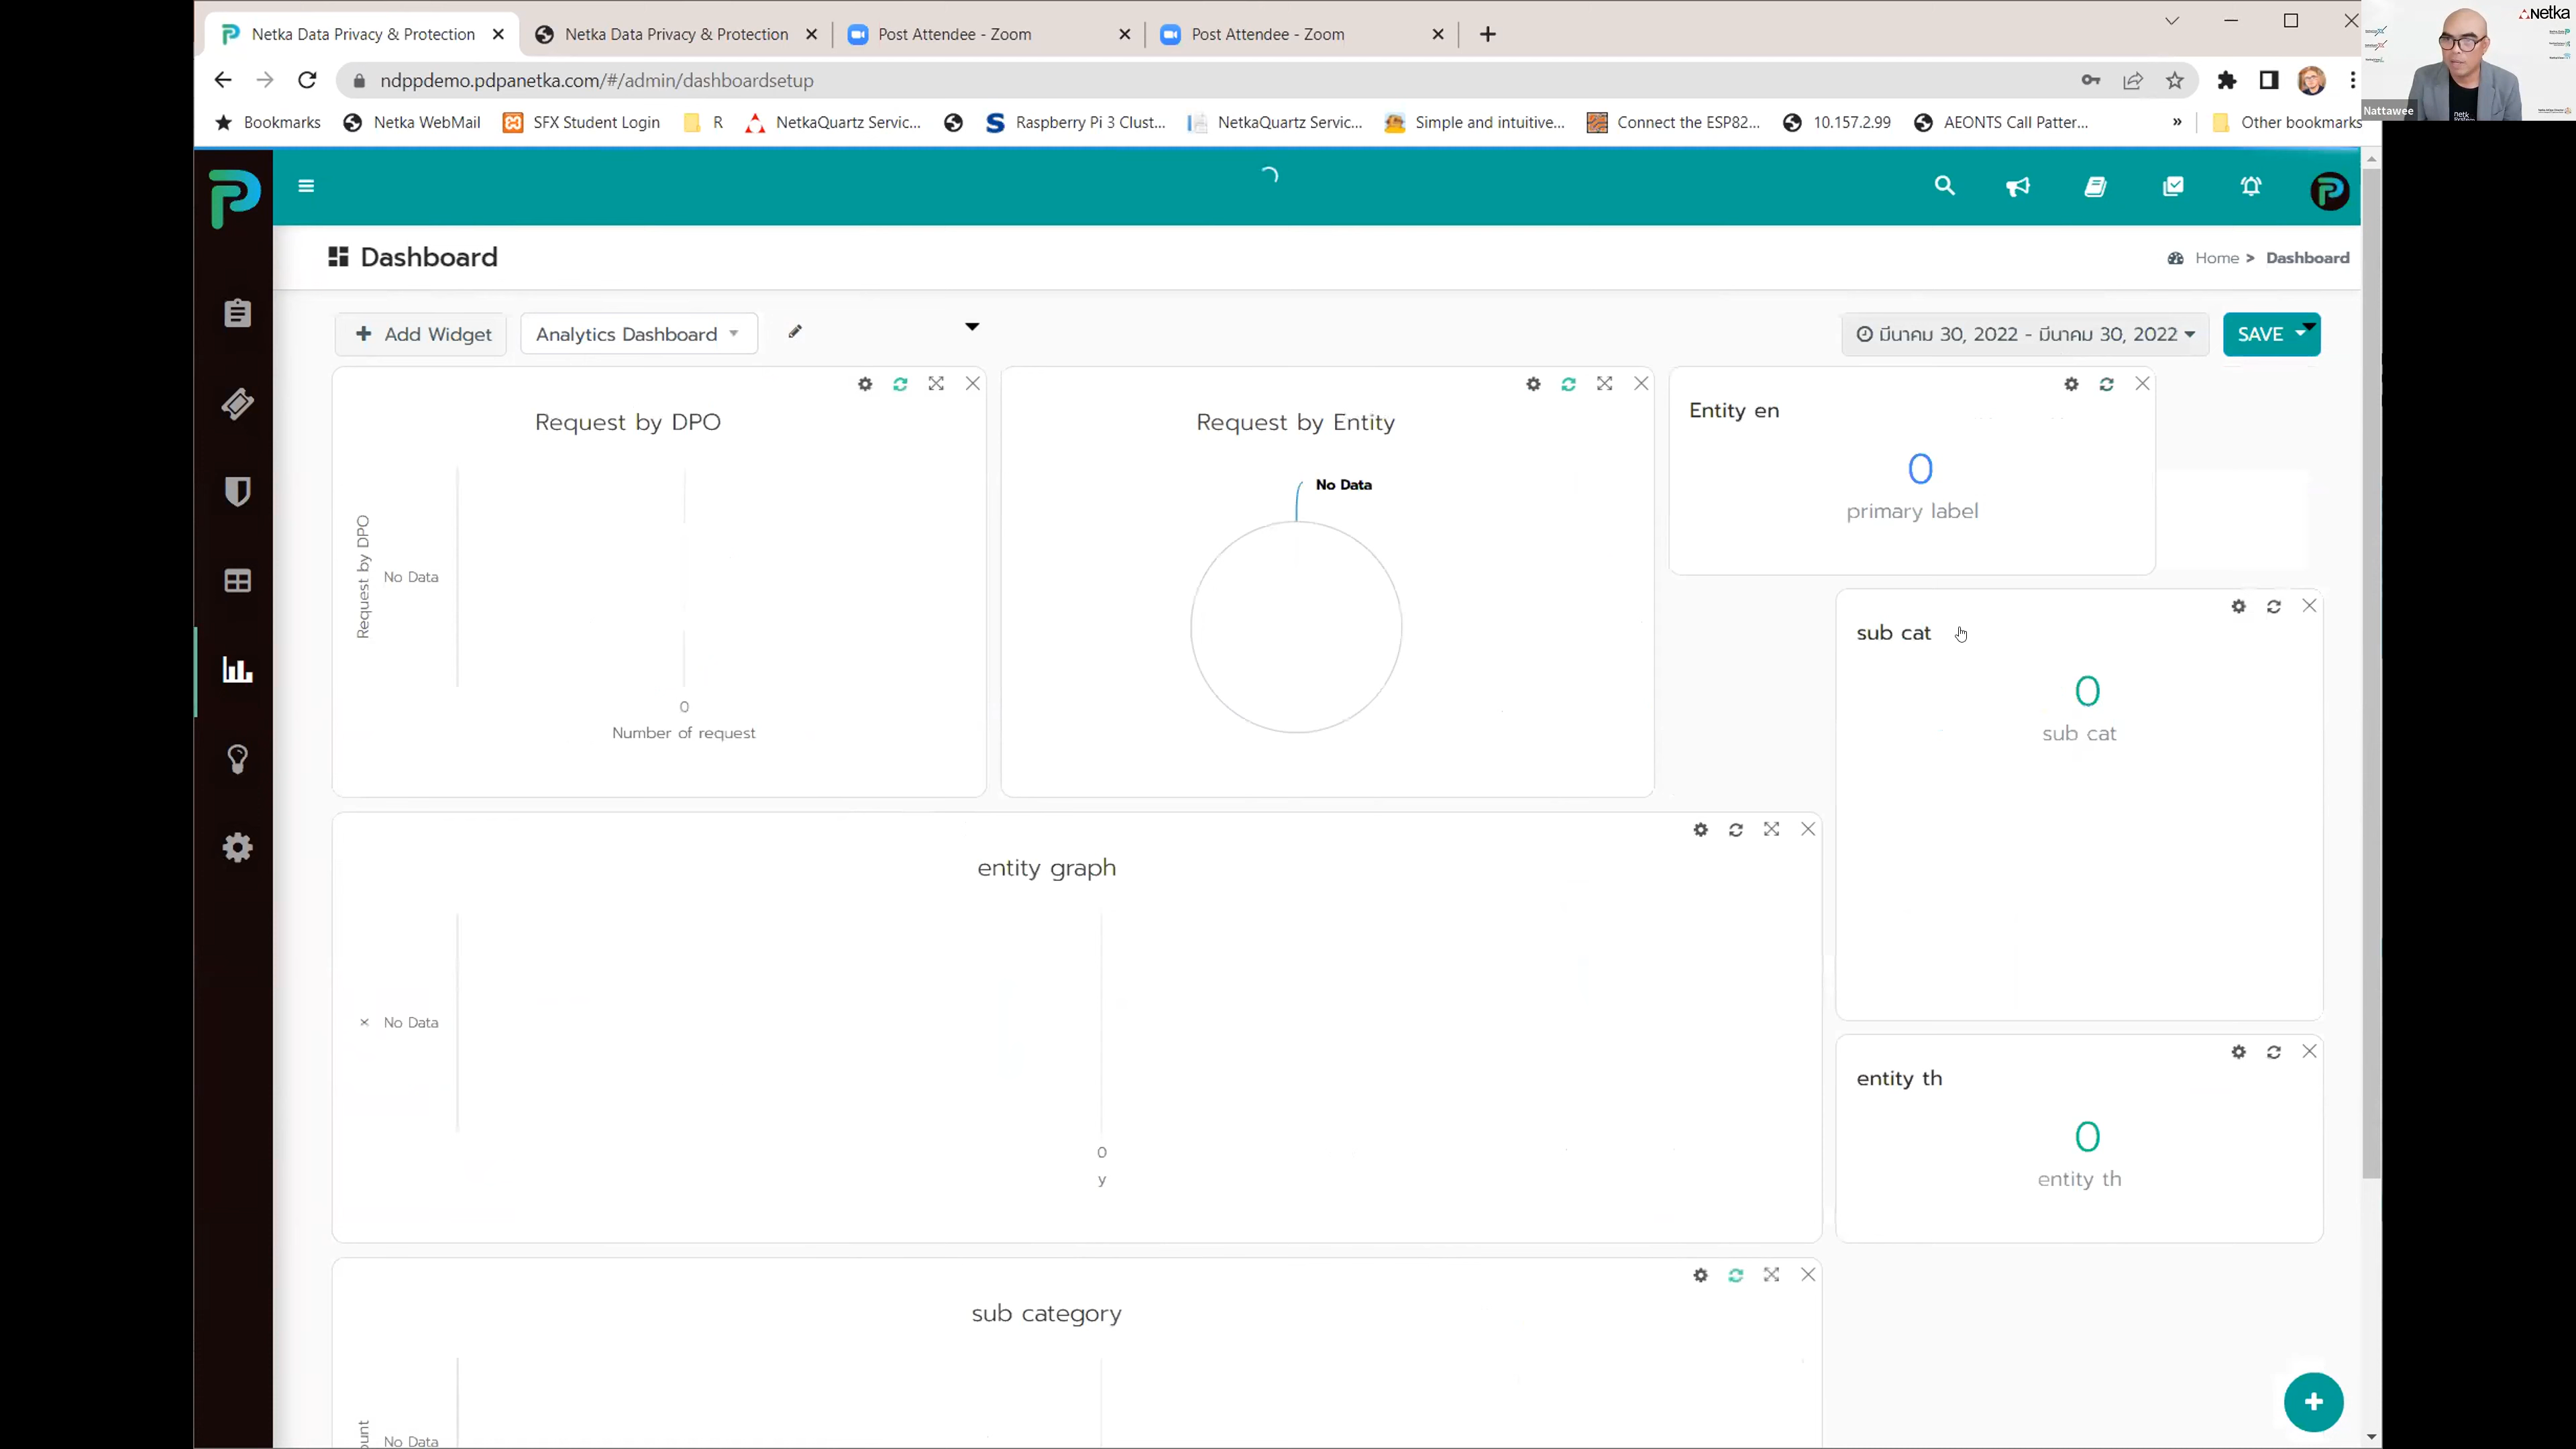 Netka Data Privacy & Protection
Netka Data Privacy & Protection
Post Attendee - Zoom
Post Attendee - Zoom
Netka
Nattawee
ndppdemo.pdpanetka.com/#/admin/dashboardsetup
Bookmarks
Netka WebMail
SFX Student Login
R
NetkaQuartz Servic...
Raspberry Pi 3 Clust...
NetkaQuartz Servic...
Simple and intuitive...
Connect the ESP82...
10.157.2.99
AEONTS Call Patter...
»
Other bookmarks
Dashboard
Home > Dashboard
+ Add Widget
Analytics Dashboard
มีนาคม 30, 2022 - มีนาคม 30, 2022
SAVE
Request by DPO
Request by DPO
No Data
0
Number of request
Request by Entity
No Data
Entity en
0
primary label
sub cat
0
sub cat
entity graph
x
No Data
0
y
entity th
0
entity th
sub category
No Data